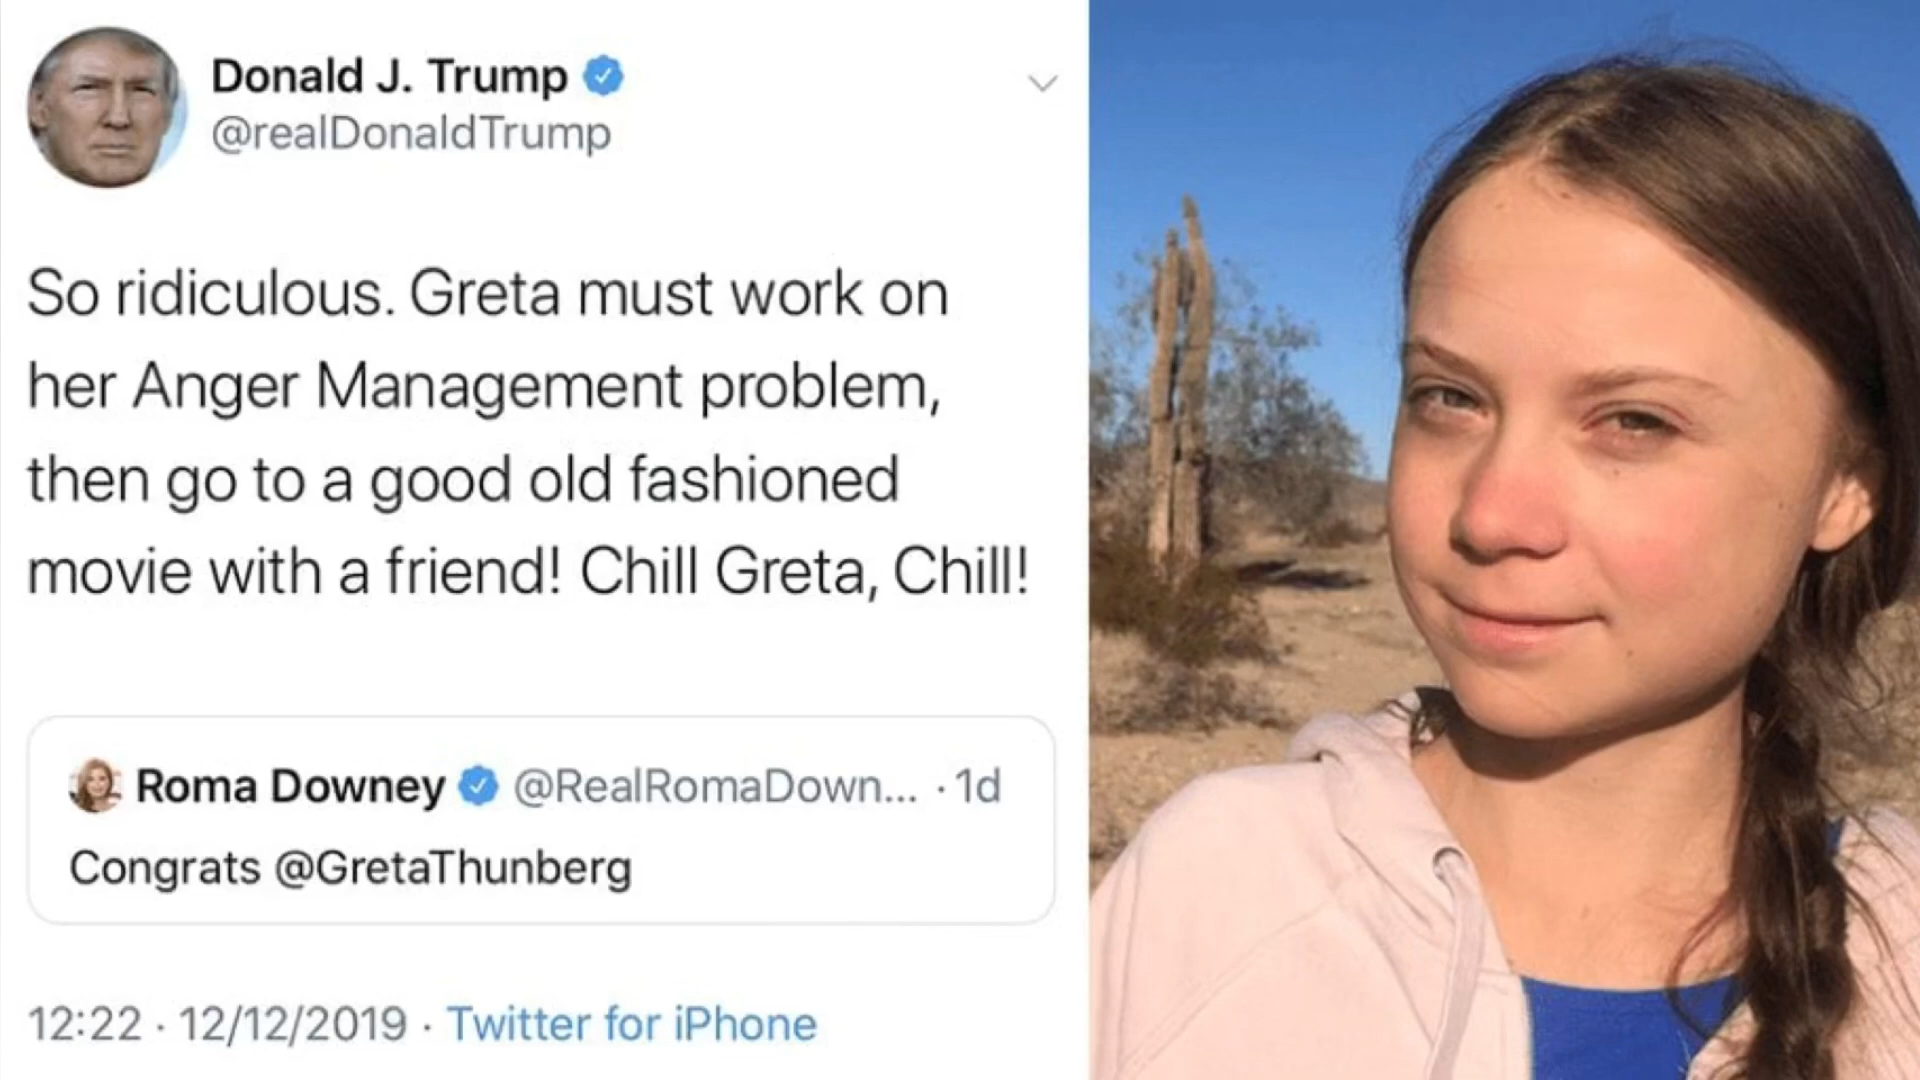 Donald J. Trump
@realDonaldTrump
So ridiculous. Greta must work on
her Anger Management problem,
then go to a good old fashioned
movie with a friend! Chill Greta, Chill!
Roma Downey @RealRomaDown... · 1d
Congrats @GretaThunberg
12:22 · 12/12/2019 · Twitter for iPhone